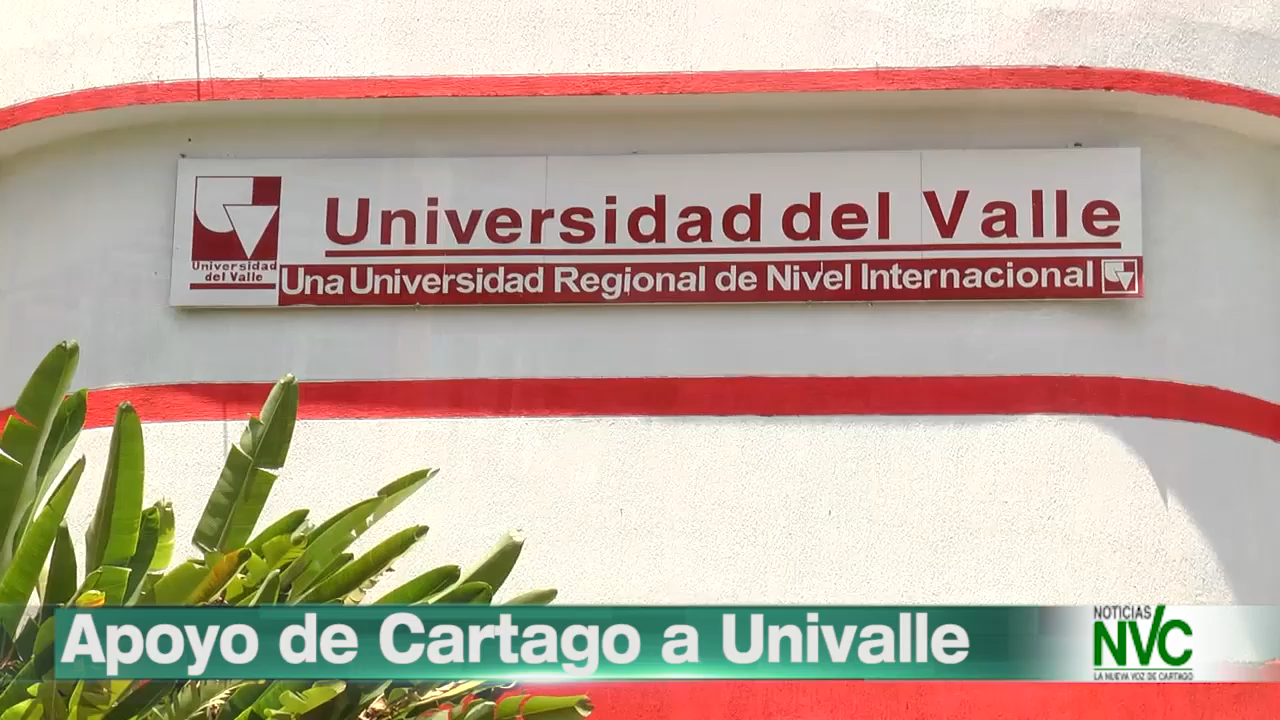 Universidad del Valle
Universidad
del Valle
Una Universidad Regional de Nivel Internacional
Apoyo de Cartago a Univalle
NOTICIAS
NVC
LA NUEVA VOZ DE CARTAGO